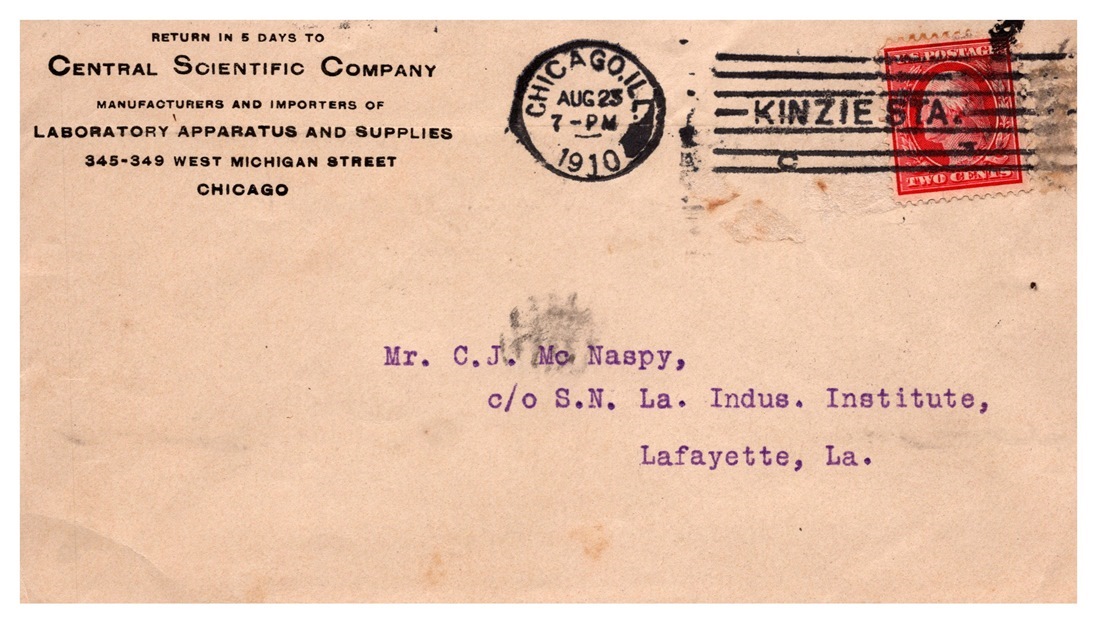 RETURN IN 5 DAYS TO
CENTRAL SCIENTIFIC COMPANY
MANUFACTURERS AND IMPORTERS OF
LABORATORY APPARATUS AND SUPPLIES
345-349 WEST MICHIGAN STREET
CHICAGO
CHICAGO, ILL.
AUG 23
7-PM
1910
KINZIE STA.
C
U.S. POSTAGE
TWO CENTS
Mr. C.J. Mc Naspy,
c/o S.N. La. Indus. Institute,
Lafayette, La.